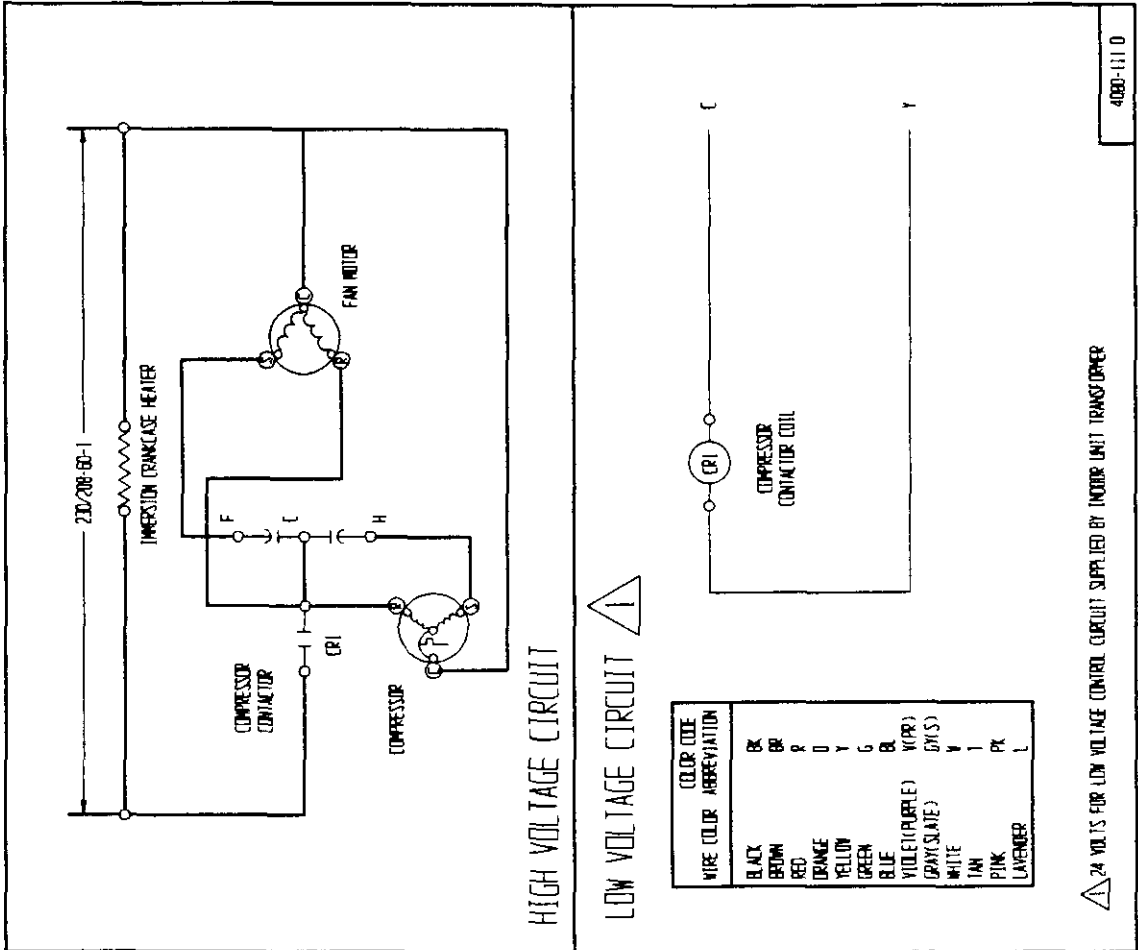 230/208-60-1
IMMERSION CRANKCASE HEATER
S
C
R
FAN MOTOR
F
C
H
COMPRESSOR
CONTACTOR
CR1
R
S
C
COMPRESSOR
HIGH VOLTAGE CIRCUIT
LOW VOLTAGE CIRCUIT
1
C
CR1
COMPRESSOR
CONTACTOR COIL
Y
COLOR CODE
WIRE COLOR ABBREVIATION
BLACK BK
BROWN BR
RED R
ORANGE O
YELLOW Y
GREEN G
BLUE BL
VIOLET(PURPLE) V(PR)
GRAY(SLATE) GY(S)
WHITE W
TAN T
PINK PK
LAVENDER L
1 24 VOLTS FOR LOW VOLTAGE CONTROL CIRCUIT SUPPLIED BY INDOOR UNIT TRANSFORMER
4080-111 D